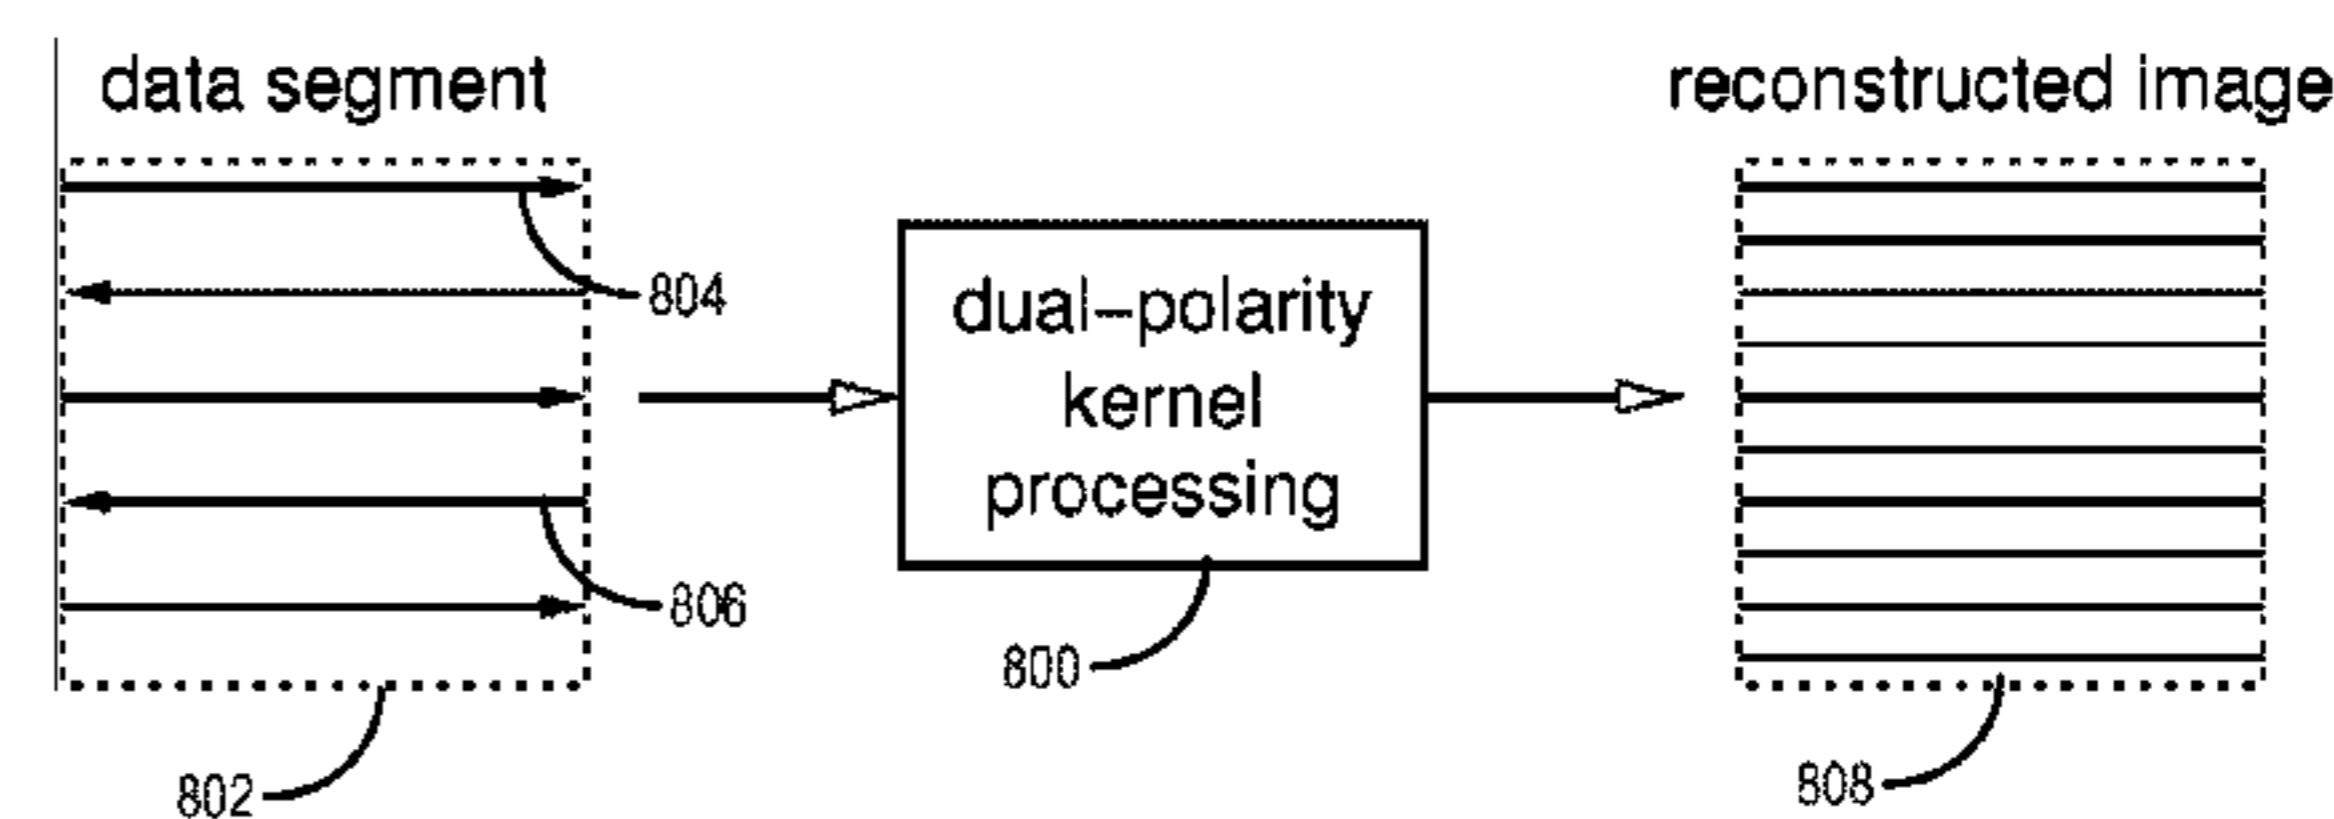 data segment
reconstructed image
804
dual-polarity
kernel
processing
806
800
802
808